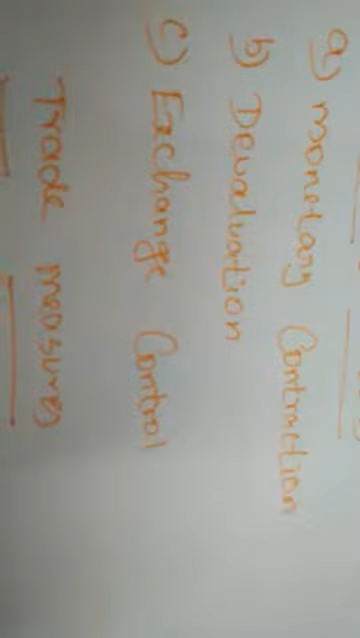 a) Monetary Contraction
b) Devaluation
c) Exchange Control
Trade Measures